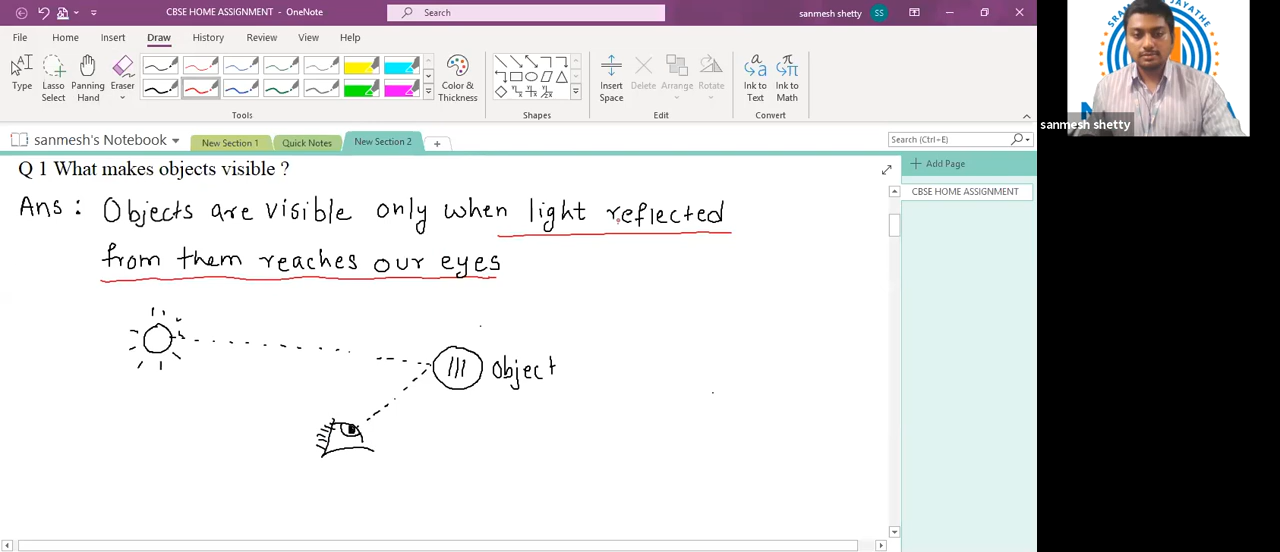 CBSE HOME ASSIGNMENT - OneNote
Search
sanmesh shetty
SS
File Home Insert Draw History Review View Help
Type
Lasso Select
Panning Hand
Eraser
Color & Thickness
Insert Space
Delete
Arrange
Rotate
Ink to Text
Ink to Math
Tools
Shapes
Edit
Convert
sanmesh's Notebook
New Section 1
Quick Notes
New Section 2
Search (Ctrl+E)
Add Page
CBSE HOME ASSIGNMENT
Q 1 What makes objects visible ?
Ans : Objects are visible only when light reflected
from them reaches our eyes
Object
sanmesh shetty